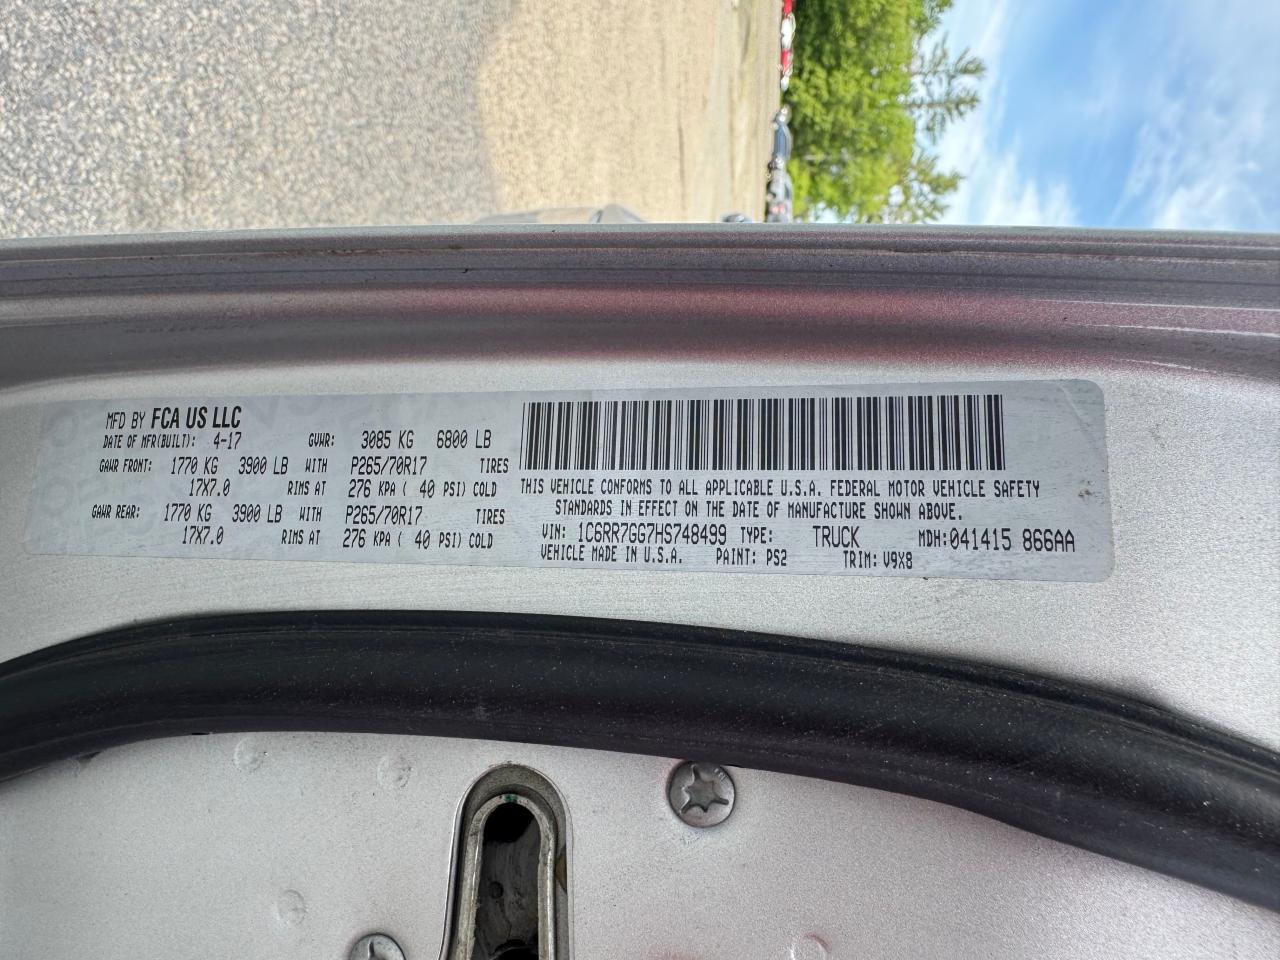 MFD BY FCA US LLC
DATE OF MFR(BUILT): 4-17 GVWR: 3085 KG 6800 LB
GAWR FRONT: 1770 KG 3900 LB WITH P265/70R17 TIRES
17X7.0 RIMS AT 276 KPA ( 40 PSI) COLD
GAWR REAR: 1770 KG 3900 LB WITH P265/70R17 TIRES
17X7.0 RIMS AT 276 KPA ( 40 PSI) COLD
THIS VEHICLE CONFORMS TO ALL APPLICABLE U.S.A. FEDERAL MOTOR VEHICLE SAFETY
STANDARDS IN EFFECT ON THE DATE OF MANUFACTURE SHOWN ABOVE.
VIN: 1C6RR7GG7HS748499 TYPE: TRUCK MDH:041415 866AA
VEHICLE MADE IN U.S.A. PAINT: PS2 TRIM: V9X8